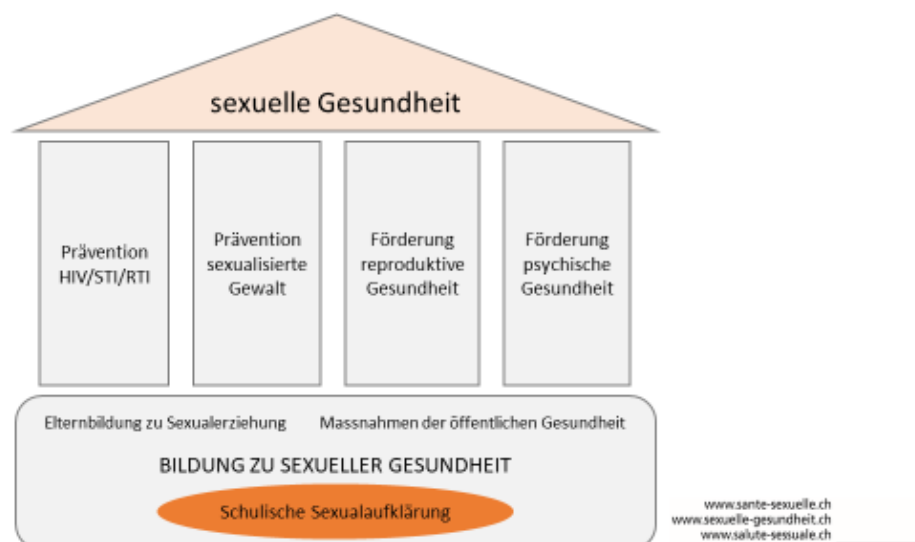 sexuelle Gesundheit
Prävention
HIV/STI/RTI
Prävention
sexualisierte
Gewalt
Förderung
reproduktive
Gesundheit
Förderung
psychische
Gesundheit
Elternbildung zu Sexualerziehung
Massnahmen der öffentlichen Gesundheit
BILDUNG ZU SEXUELLER GESUNDHEIT
Schulische Sexualaufklärung
www.sante-sexuelle.ch
www.sexuelle-gesundheit.ch
www.salute-sessuale.ch